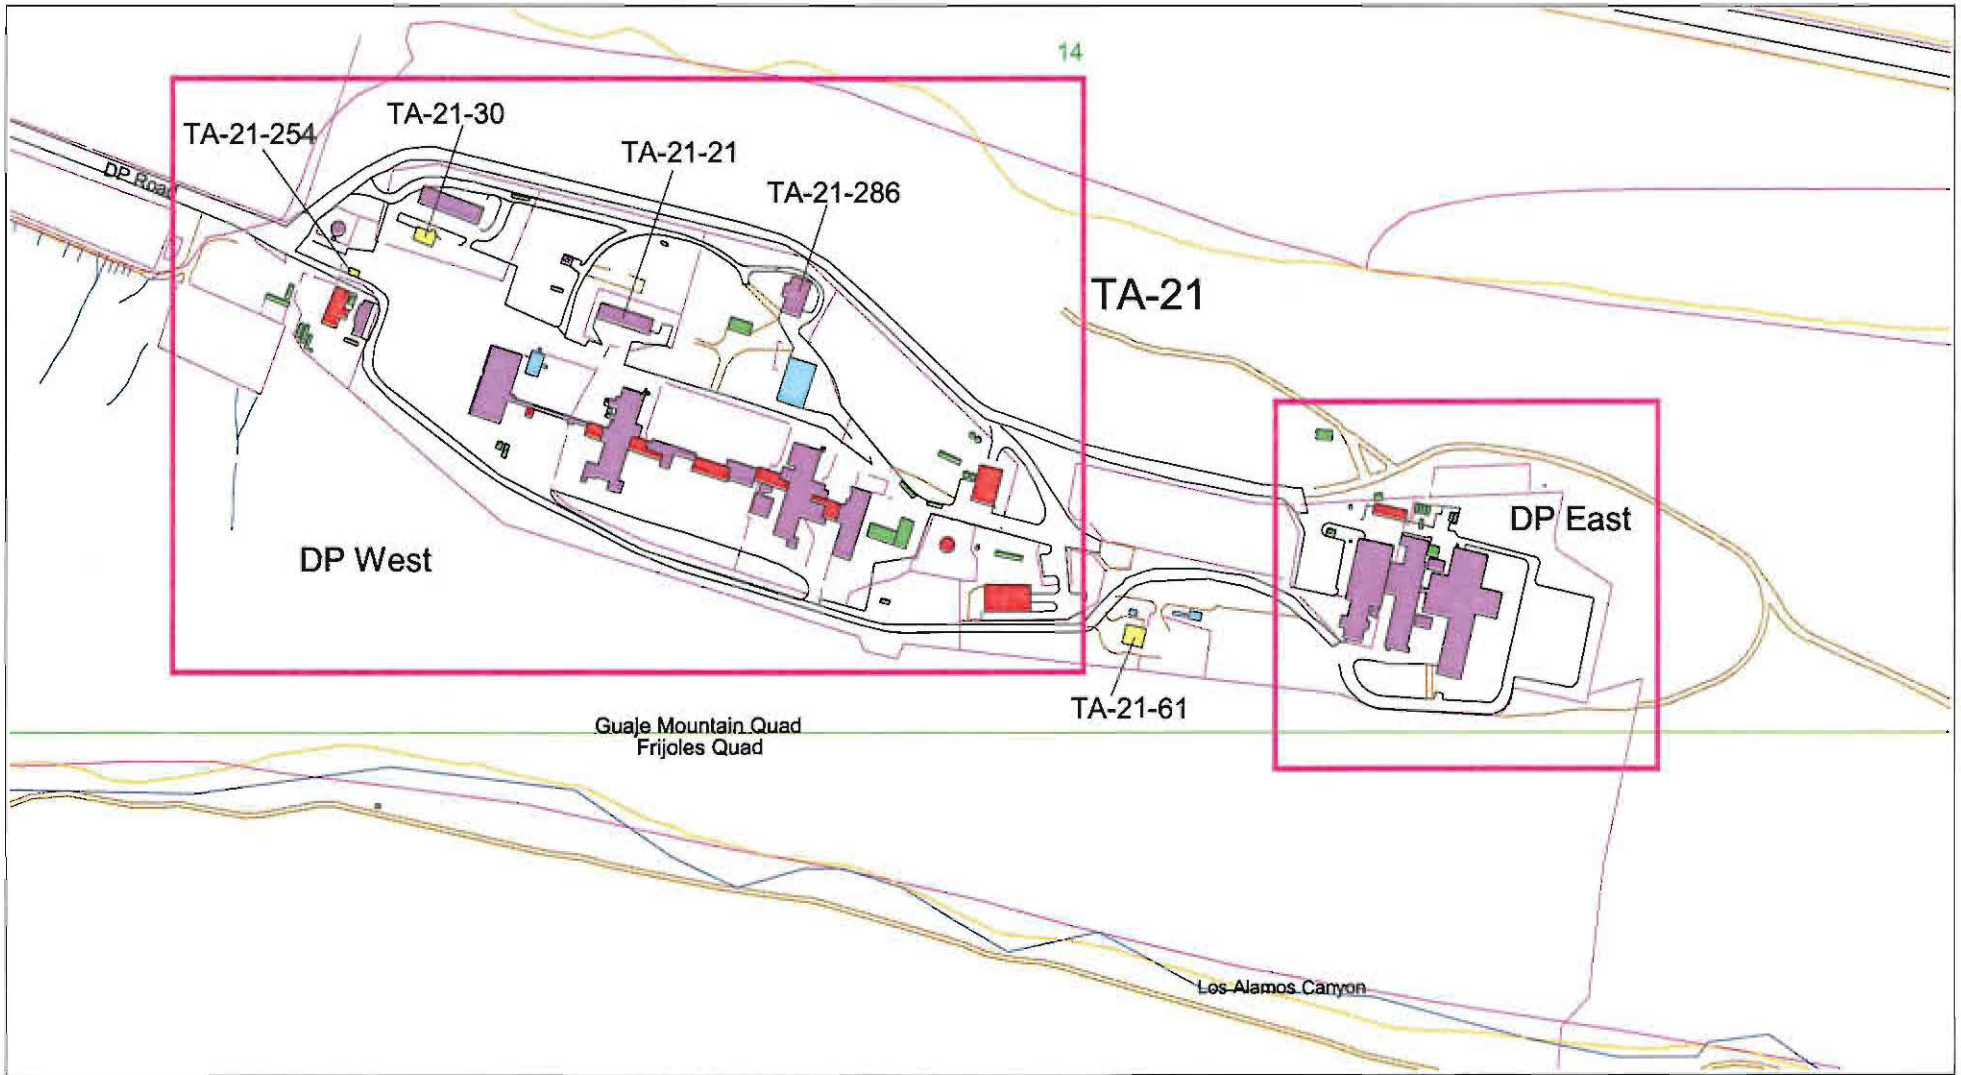 14
TA-21-30
TA-21-254
TA-21-21
DP Road
TA-21-286
TA-21
DP East
DP West
TA-21-61
Guaje Mountain Quad
Frijoles Quad
Los Alamos Canyon